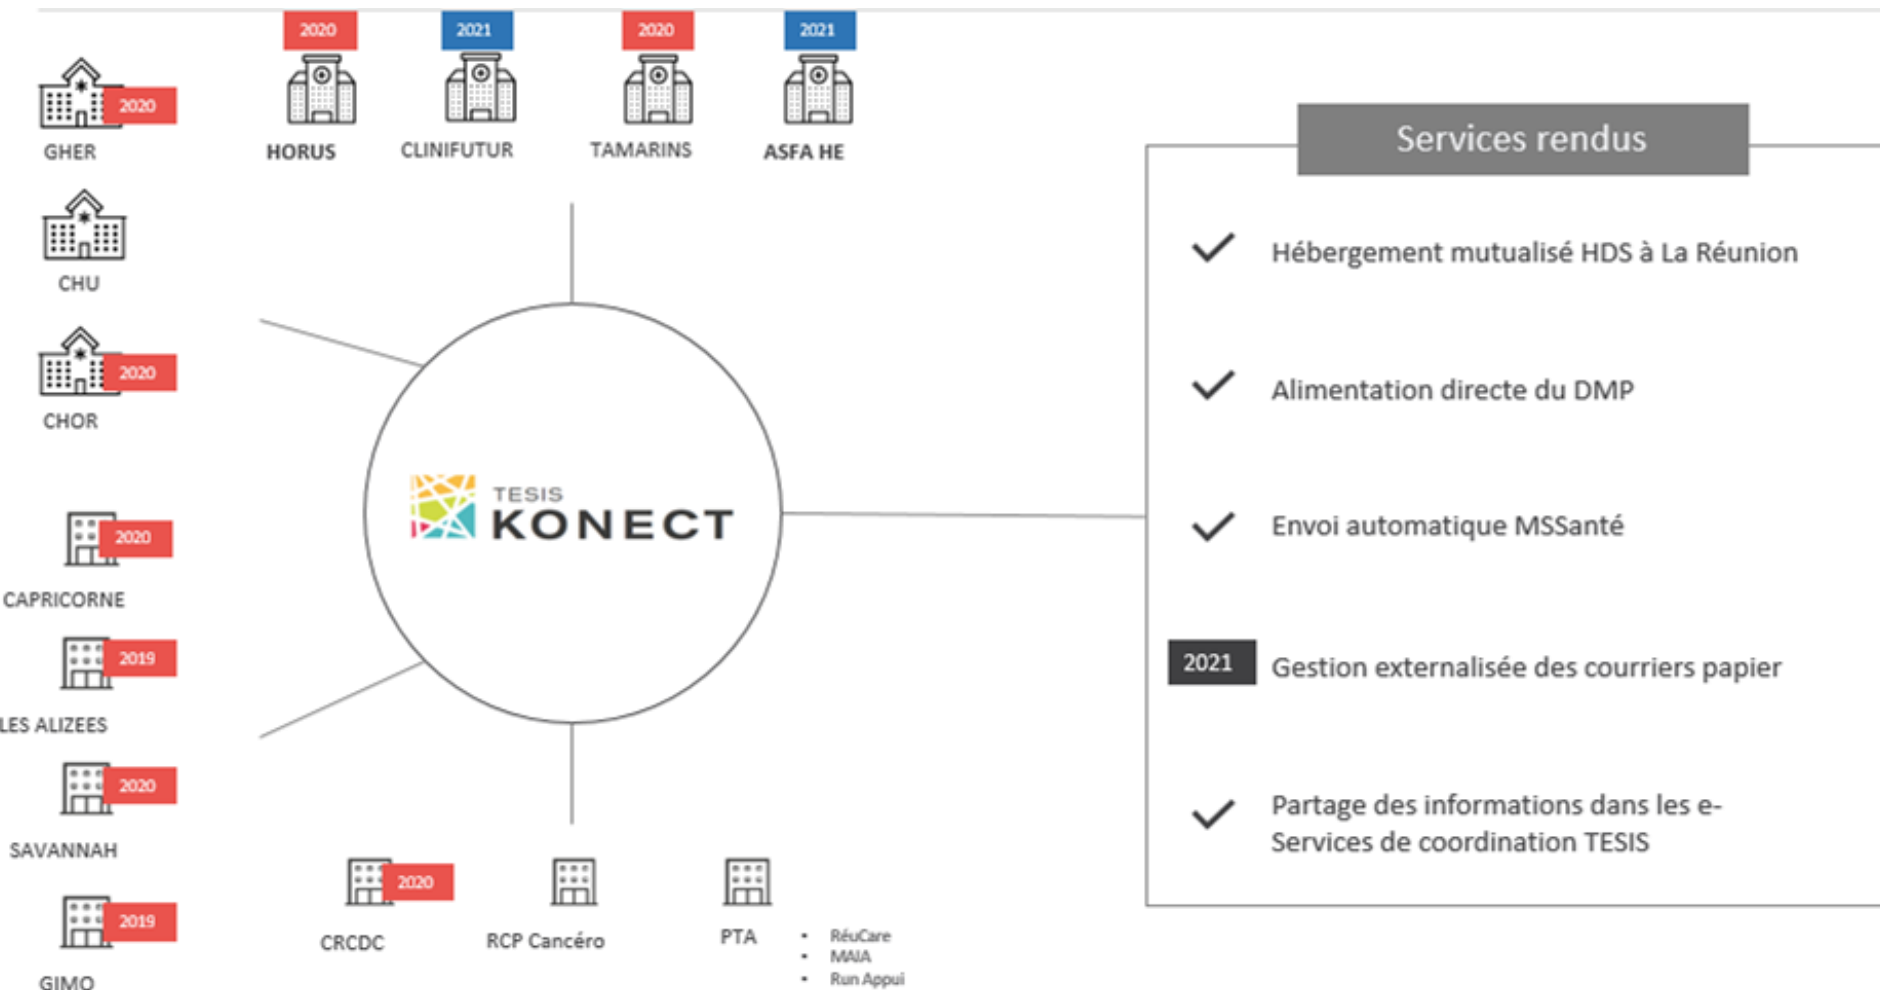 2020
2021
2020
2021
2020
GHER
HORUS
CLINIFUTUR
TAMARINS
ASFA HE
CHU
2020
CHOR
2020
CAPRICORNE
2019
LES ALIZEES
2020
SAVANNAH
2019
GIMO
TESIS
KONECT
2020
CRCDC
RCP Cancéro
PTA
• RéuCare
• MAIA
• Run Appui
Services rendus
Hébergement mutualisé HDS à La Réunion
Alimentation directe du DMP
Envoi automatique MSSanté
2021 Gestion externalisée des courriers papier
Partage des informations dans les e-
Services de coordination TESIS